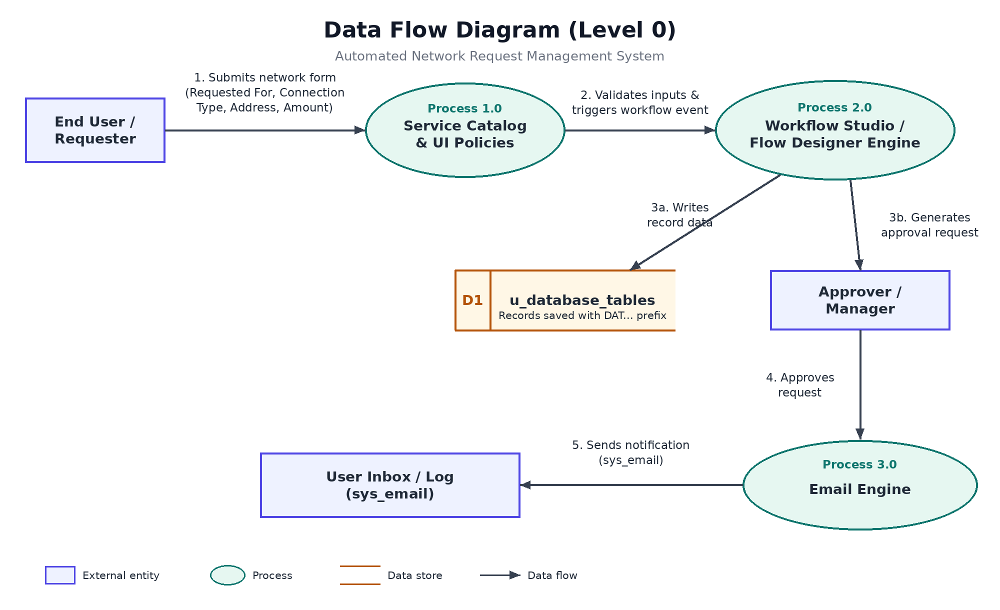 Data Flow Diagram (Level 0)
Automated Network Request Management System
1. Submits network form
(Requested For, Connection
Type, Address, Amount)
End User /
Requester
Process 1.0
Service Catalog
& UI Policies
2. Validates inputs &
triggers workflow event
Process 2.0
Workflow Studio /
Flow Designer Engine
3a. Writes
record data
3b. Generates
approval request
D1
u_database_tables
Records saved with DAT... prefix
Approver /
Manager
4. Approves
request
5. Sends notification
(sys_email)
User Inbox / Log
(sys_email)
Process 3.0
Email Engine
External entity
Process
Data store
Data flow